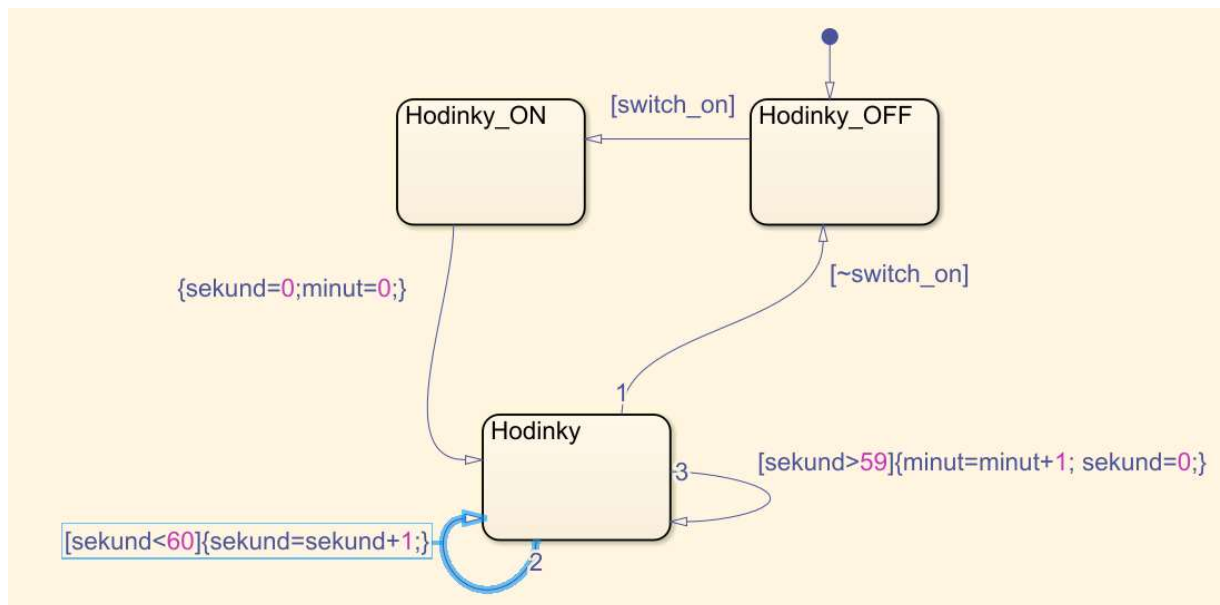 Hodinky_ON
[switch_on]
Hodinky_OFF
{sekund=0;minut=0;}
[~switch_on]
1
Hodinky
3
[sekund>59]{minut=minut+1; sekund=0;}
[sekund<60]{sekund=sekund+1;}
2